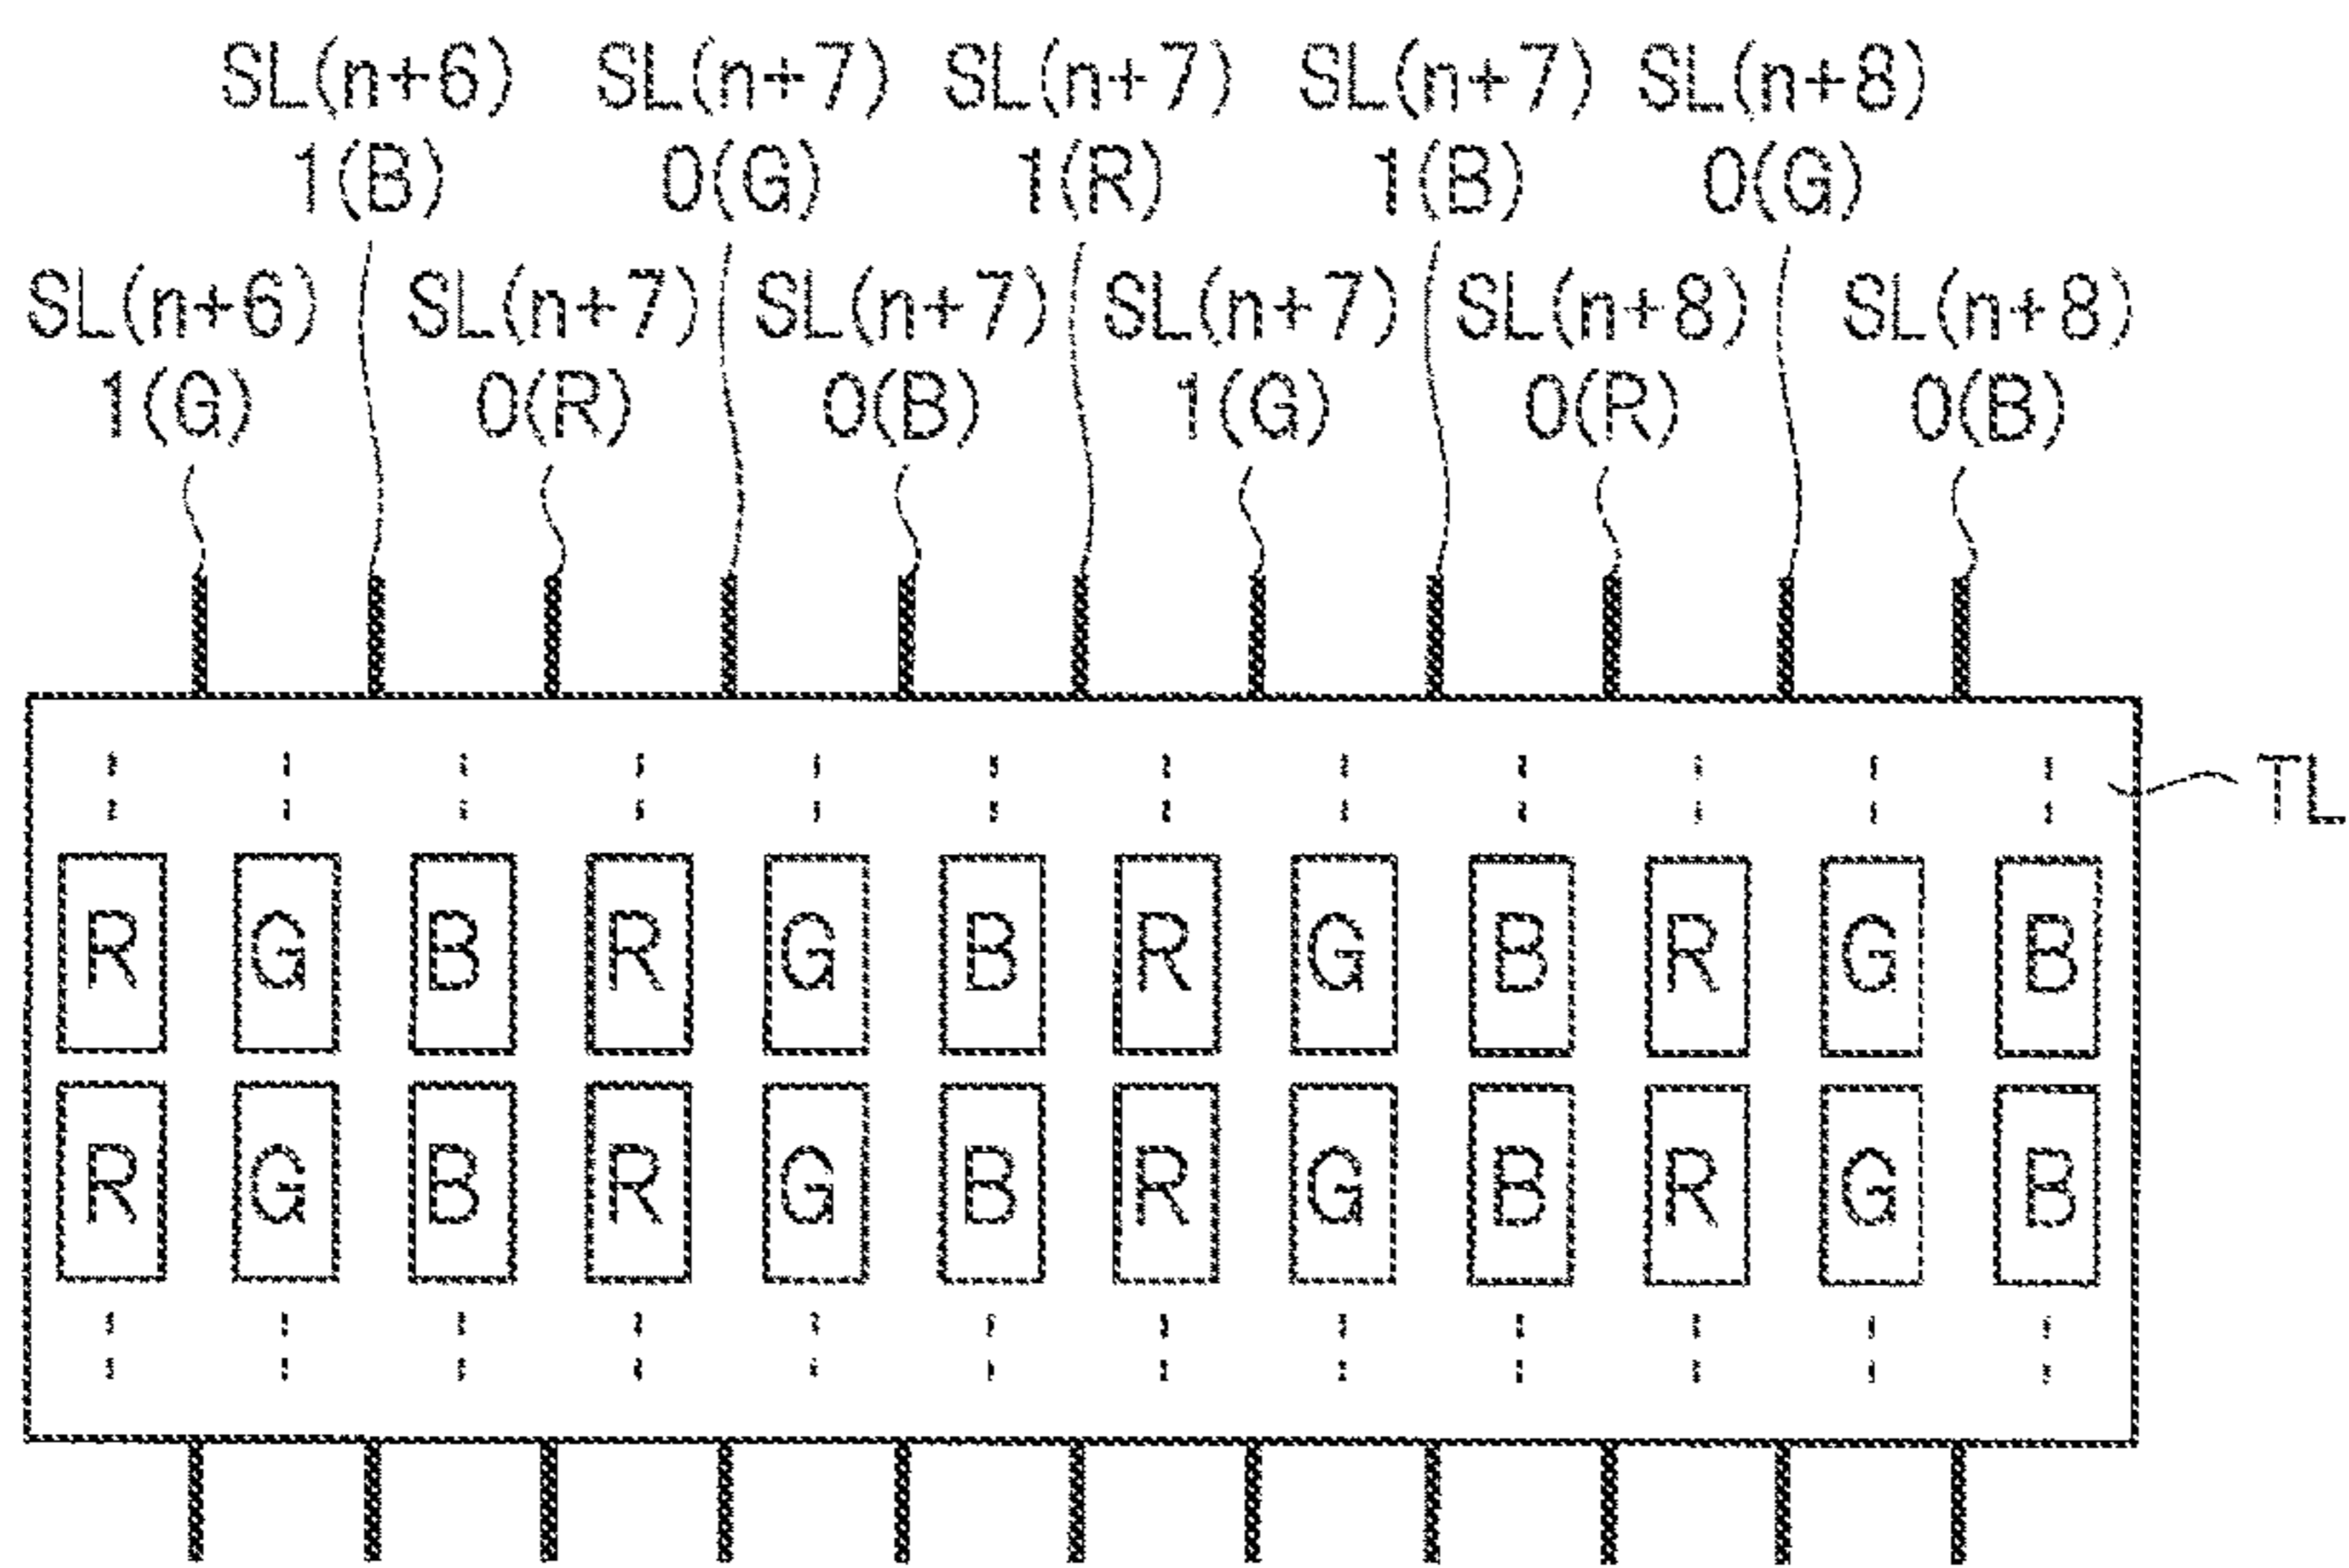 SL(n+6) SL(n+7) SL(n+7) SL(n+7) SL(n+8)
1(B) 0(G) 1(R) 1(B) 0(G)
SL(n+6) SL(n+7) SL(n+7) SL(n+7) SL(n+8) SL(n+8)
1(G) 0(R) 0(B) 1(G) 0(R) 0(B)
TL
R G B R G B R G B R G B
R G B R G B R G B R G B